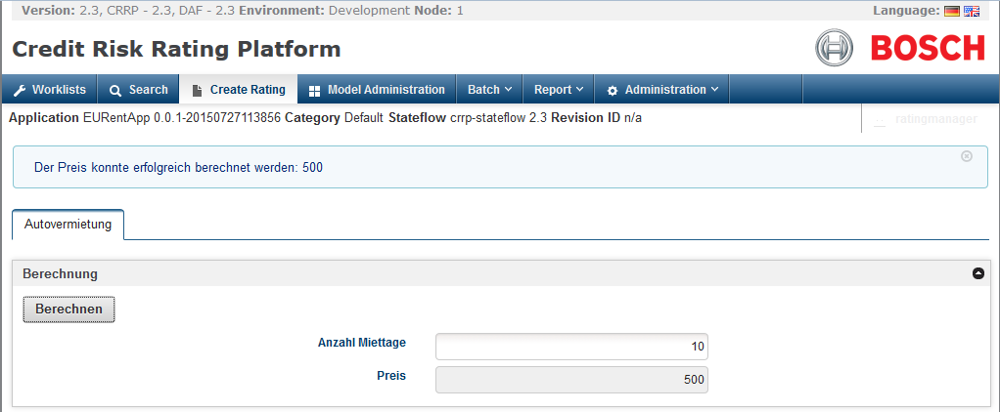 Version: 2.3, CRRP - 2.3, DAF - 2.3 Environment: Development Node: 1 Language:
Credit Risk Rating Platform BOSCH
Worklists Search Create Rating Model Administration Batch Report Administration
Application EURentApp 0.0.1-20150727113856 Category Default Stateflow crrp-stateflow 2.3 Revision ID n/a ratingmanager
Der Preis konnte erfolgreich berechnet werden: 500
Autovermietung
Berechnung
Berechnen
Anzahl Miettage 10
Preis 500